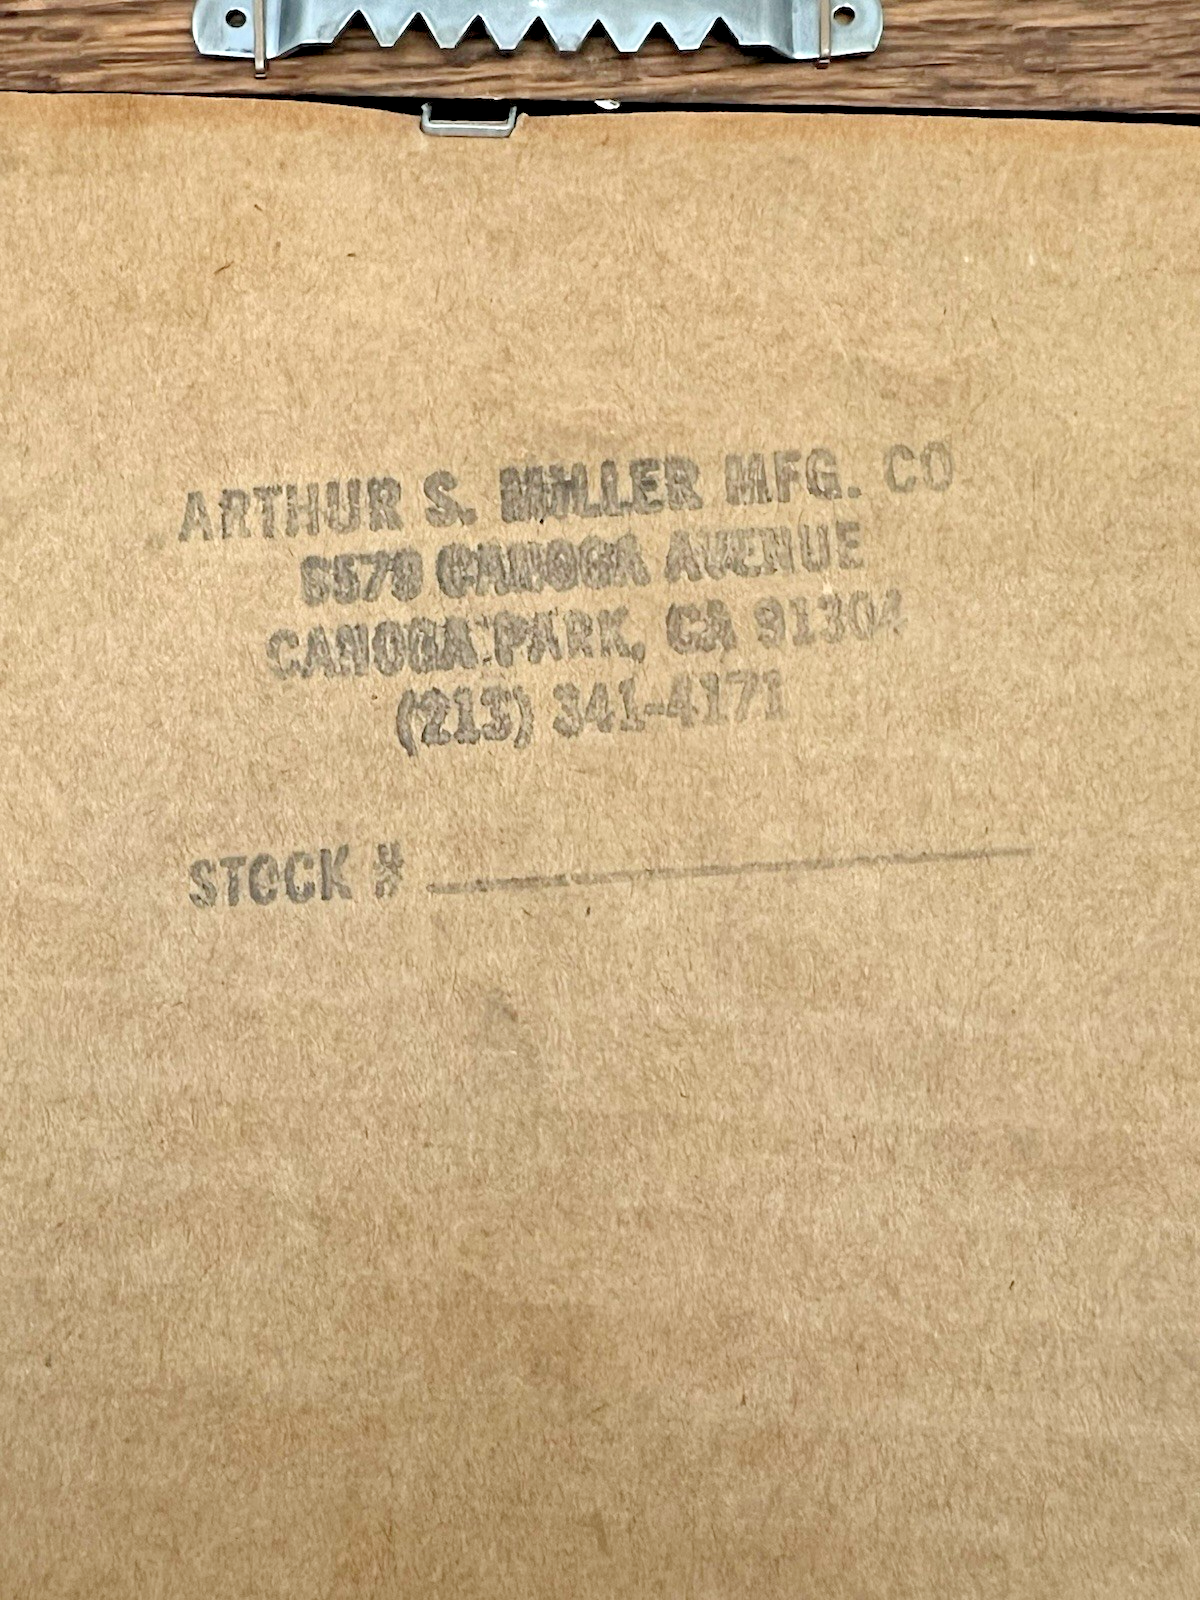 ARTHUR S. MILLER MFG. CO.
6579 CANOGA AVENUE
CANOGA PARK, CA 91304
(213) 341-4171
STOCK #